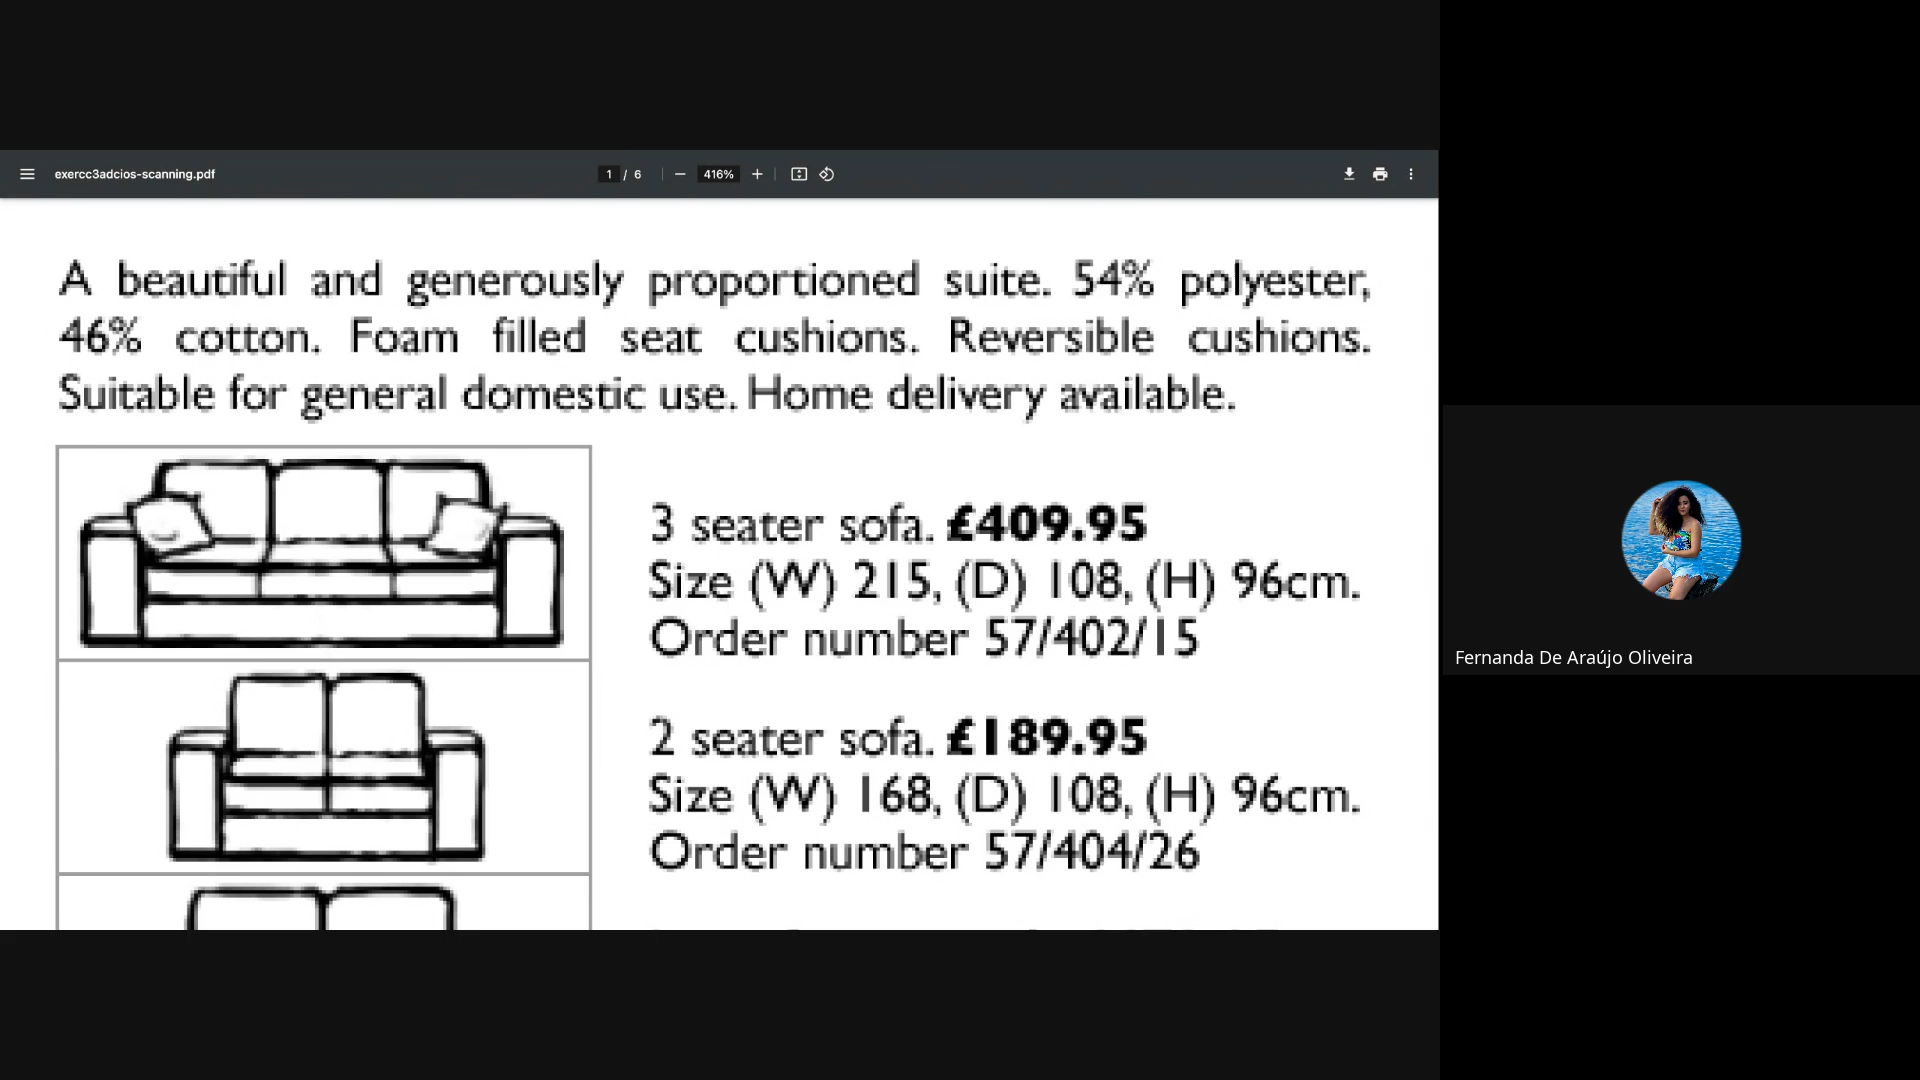 exercc3adcios-scanning.pdf
1 / 6
416%
A beautiful and generously proportioned suite. 54% polyester,
46% cotton. Foam filled seat cushions. Reversible cushions.
Suitable for general domestic use. Home delivery available.
3 seater sofa. £409.95
Size (W) 215, (D) 108, (H) 96cm.
Order number 57/402/15
2 seater sofa. £189.95
Size (W) 168, (D) 108, (H) 96cm.
Order number 57/404/26
Fernanda De Araújo Oliveira